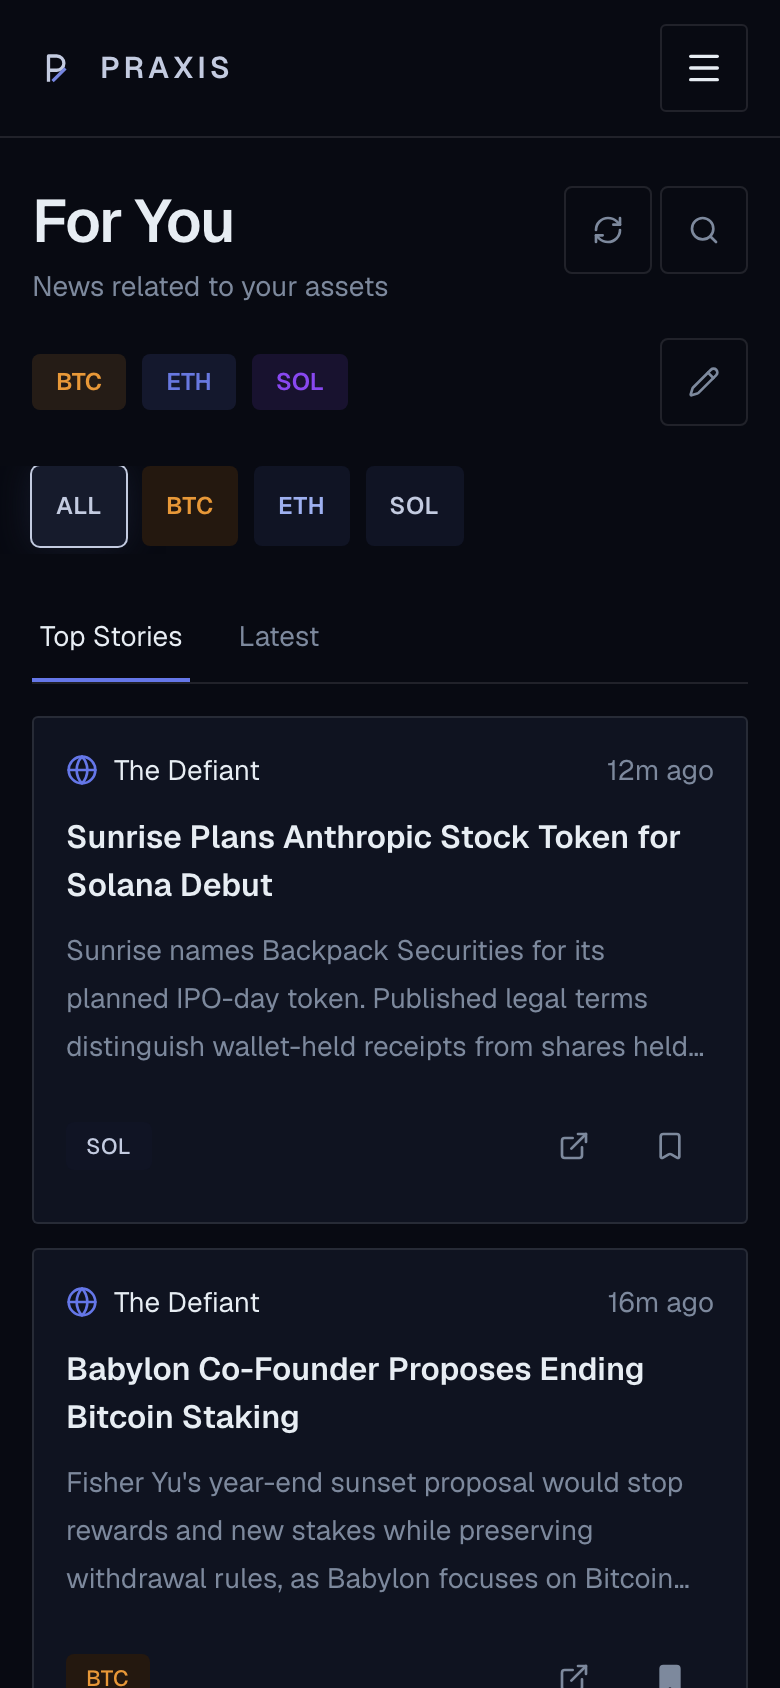 PRAXIS
For You
News related to your assets
BTC ETH SOL
ALL BTC ETH SOL
Top Stories Latest
The Defiant 12m ago
Sunrise Plans Anthropic Stock Token for
Solana Debut
Sunrise names Backpack Securities for its
planned IPO-day token. Published legal terms
distinguish wallet-held receipts from shares held...
SOL
The Defiant 16m ago
Babylon Co-Founder Proposes Ending
Bitcoin Staking
Fisher Yu's year-end sunset proposal would stop
rewards and new stakes while preserving
withdrawal rules, as Babylon focuses on Bitcoin...
BTC